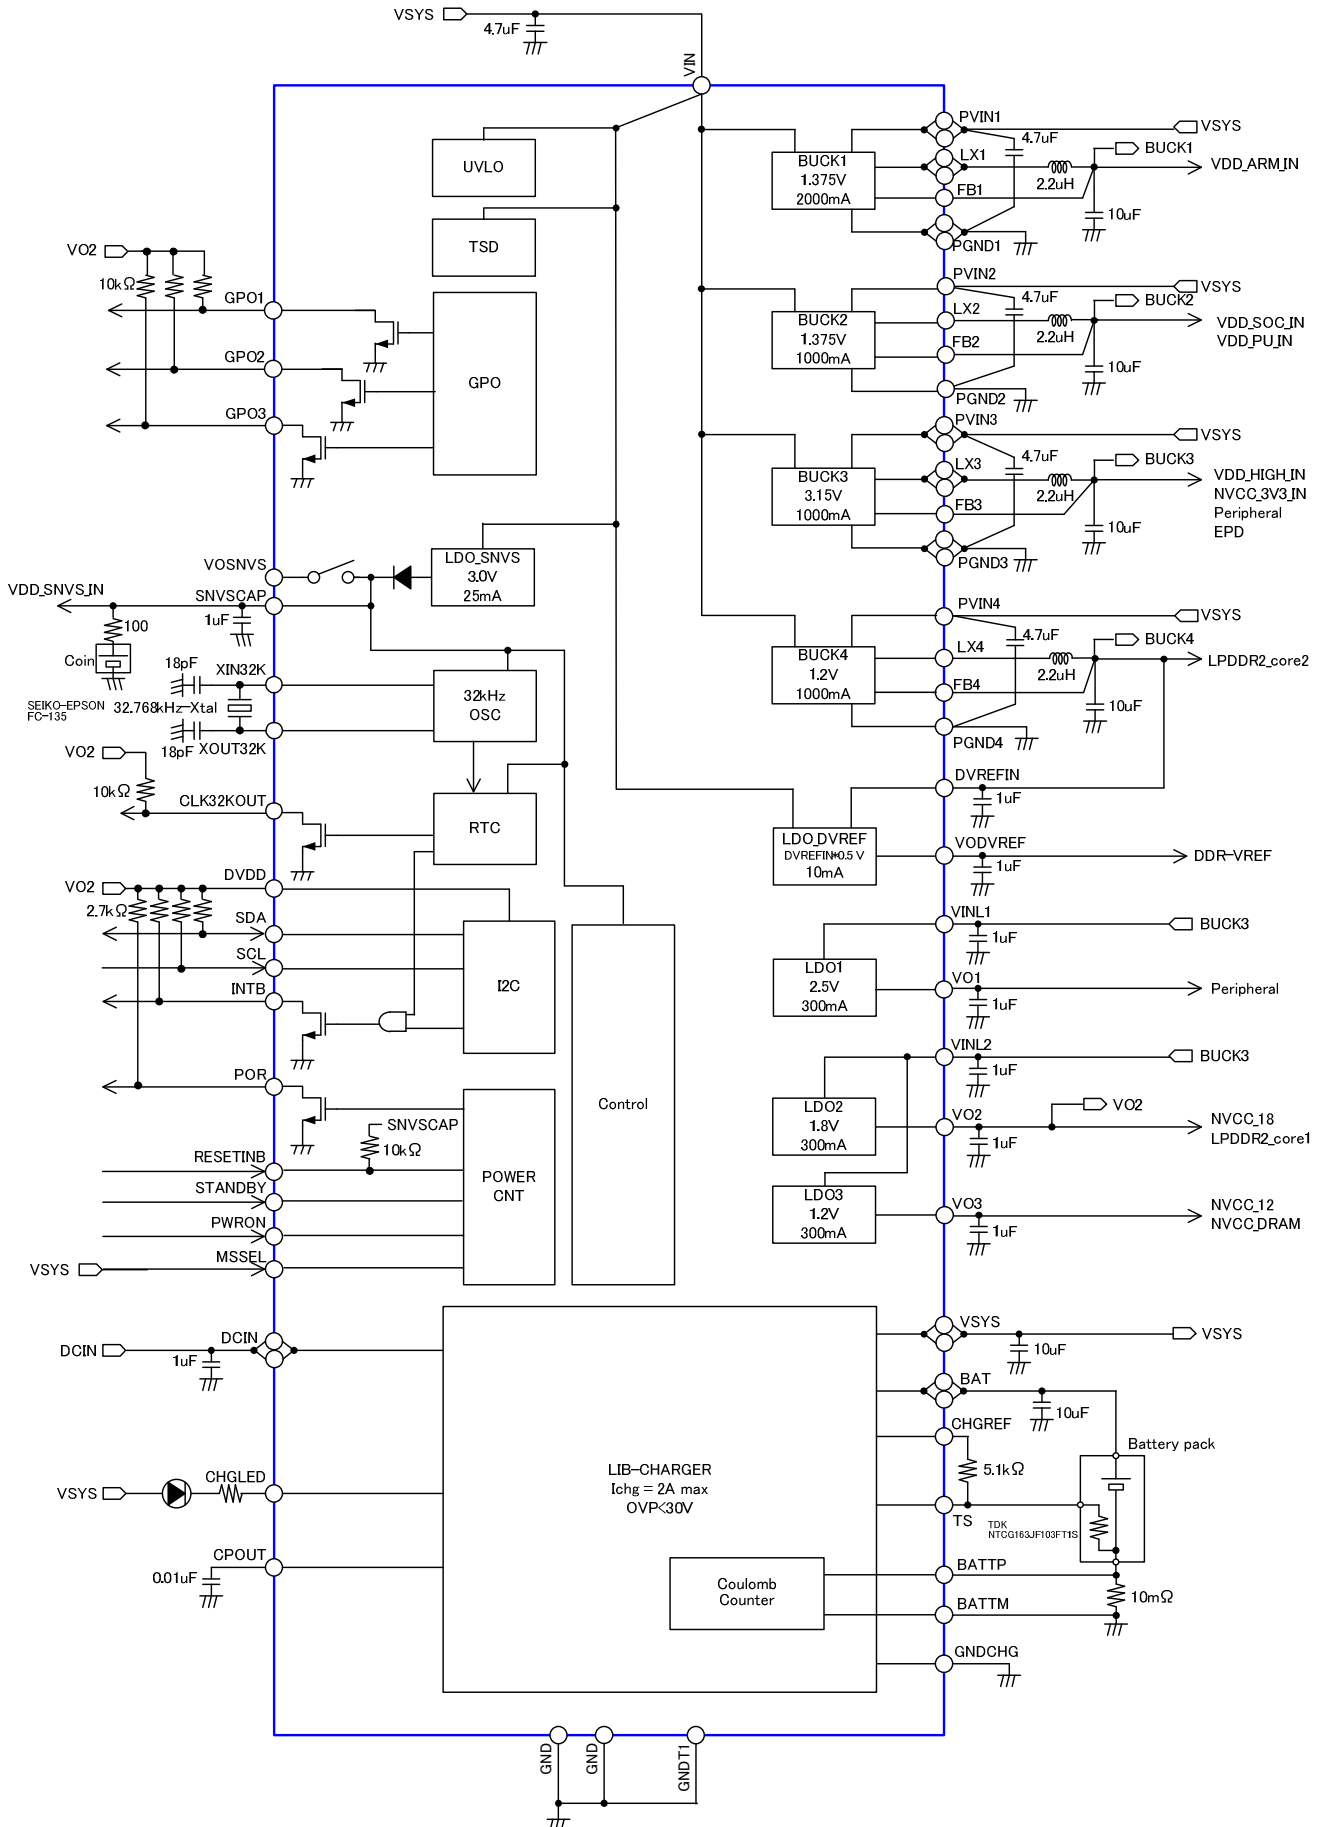 VSYS
4.7uF
VIN
UVLO
TSD
VO2
10kΩ
GPO1
GPO2
GPO3
GPO
BUCK1
1.375V
2000mA
PVIN1
LX1
FB1
PGND1
4.7uF
2.2uH
10uF
VSYS
BUCK1
VDD_ARM_IN
BUCK2
1.375V
1000mA
PVIN2
LX2
FB2
PGND2
4.7uF
2.2uH
10uF
VSYS
BUCK2
VDD_SOC_IN
VDD_PU_IN
BUCK3
3.15V
1000mA
PVIN3
LX3
FB3
PGND3
4.7uF
2.2uH
10uF
VSYS
BUCK3
VDD_HIGH_IN
NVCC_3V3_IN
Peripheral
EPD
VOSNVS
LDO_SNVS
3.0V
25mA
VDD_SNVS_IN
SNVSCAP
1uF
100
Coin
18pF
XIN32K
SEIKO-EPSON
FC-135
32.768kHz-Xtal
18pF
XOUT32K
32kHz
OSC
BUCK4
1.2V
1000mA
PVIN4
LX4
FB4
PGND4
4.7uF
2.2uH
10uF
VSYS
BUCK4
LPDDR2_core2
VO2
10kΩ
CLK32KOUT
RTC
DVREFIN
1uF
LDO_DVREF
DVREFIN*0.5 V
10mA
VODVREF
1uF
DDR-VREF
VO2
2.7kΩ
DVDD
SDA
SCL
INTB
I2C
POR
VINL1
1uF
BUCK3
LDO1
2.5V
300mA
VO1
1uF
Peripheral
VINL2
1uF
BUCK3
LDO2
1.8V
300mA
VO2
1uF
VO2
NVCC_18
LPDDR2_core1
LDO3
1.2V
300mA
VO3
1uF
NVCC_12
NVCC_DRAM
Control
SNVSCAP
10kΩ
RESETINB
STANDBY
PWRON
MSSEL
VSYS
POWER
CNT
DCIN
DCIN
1uF
VSYS
10uF
VSYS
BAT
10uF
CHGREF
5.1kΩ
Battery pack
LIB-CHARGER
Ichg = 2A max
OVP<30V
VSYS
CHGLED
TS
TDK
NTCG163JF103FT1S
CPOUT
0.01uF
Coulomb
Counter
BATTP
BATTM
10mΩ
GNDCHG
GND
GND
GNDT1